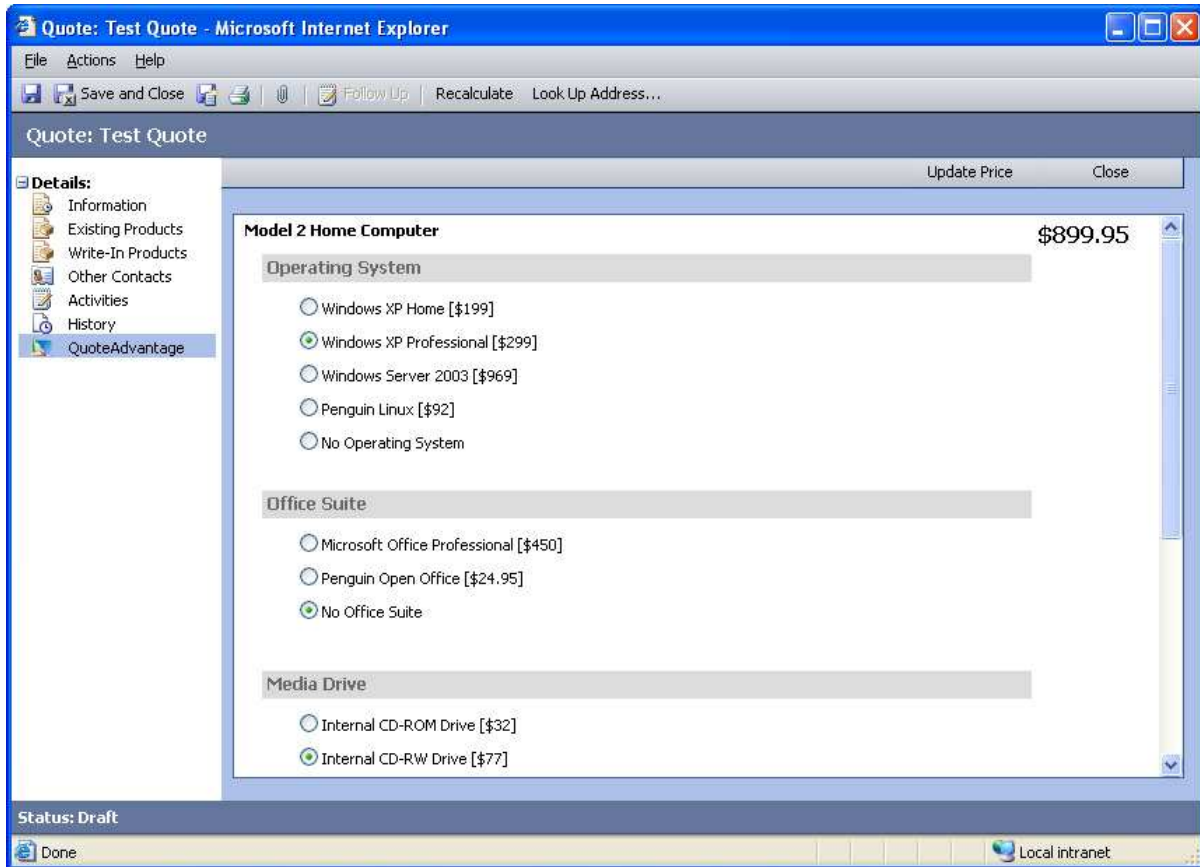 Quote: Test Quote - Microsoft Internet Explorer
File Actions Help
Save and Close Follow Up Recalculate Look Up Address...
Quote: Test Quote
Update Price Close
Details:
Information
Existing Products
Write-In Products
Other Contacts
Activities
History
QuoteAdvantage
Model 2 Home Computer $899.95
Operating System
Windows XP Home [$199]
Windows XP Professional [$299]
Windows Server 2003 [$969]
Penguin Linux [$92]
No Operating System
Office Suite
Microsoft Office Professional [$450]
Penguin Open Office [$24.95]
No Office Suite
Media Drive
Internal CD-ROM Drive [$32]
Internal CD-RW Drive [$77]
Status: Draft
Done Local intranet